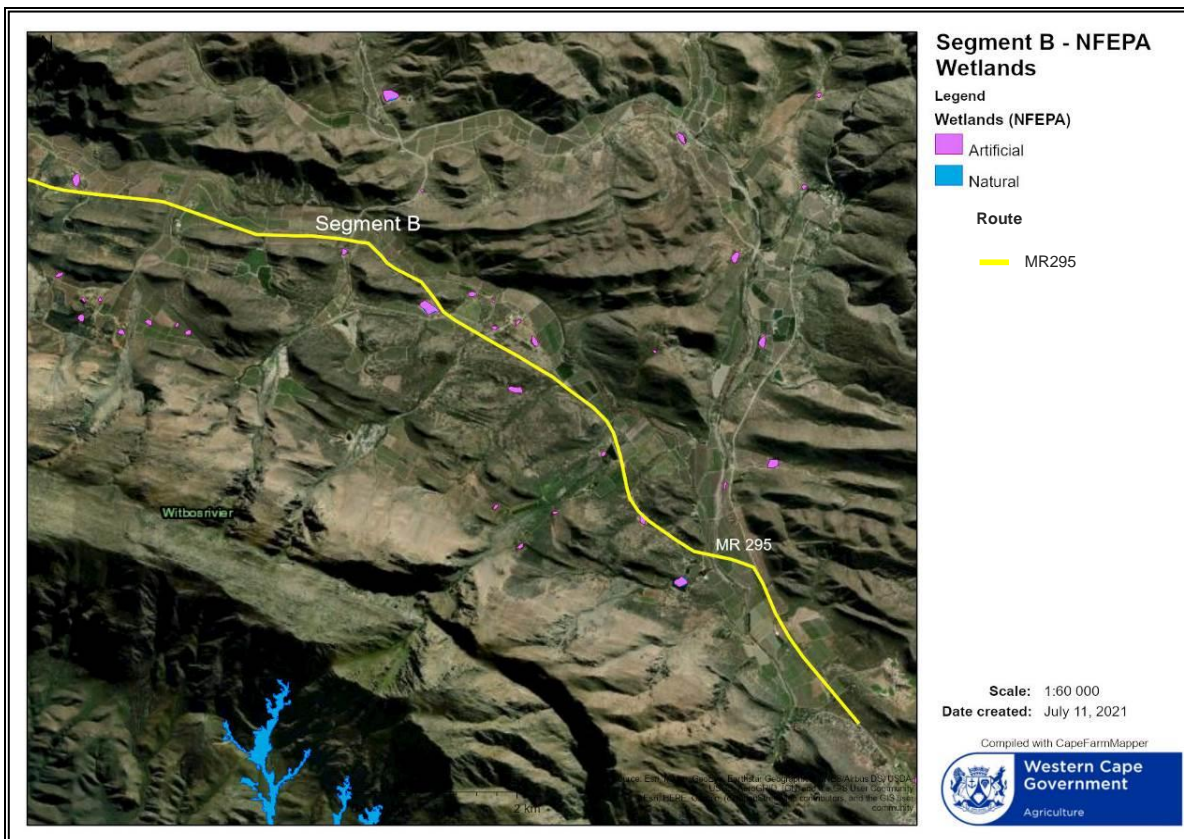 Segment B - NFEPA
Wetlands
Legend
Wetlands (NFEPA)
Artificial
Natural
Route
MR295
Segment B
Witbosrivier
MR 295
2 km
community
Scale: 1:60 000
Date created: July 11, 2021
Compiled with CapeFarmMapper
Western Cape
Government
Agriculture